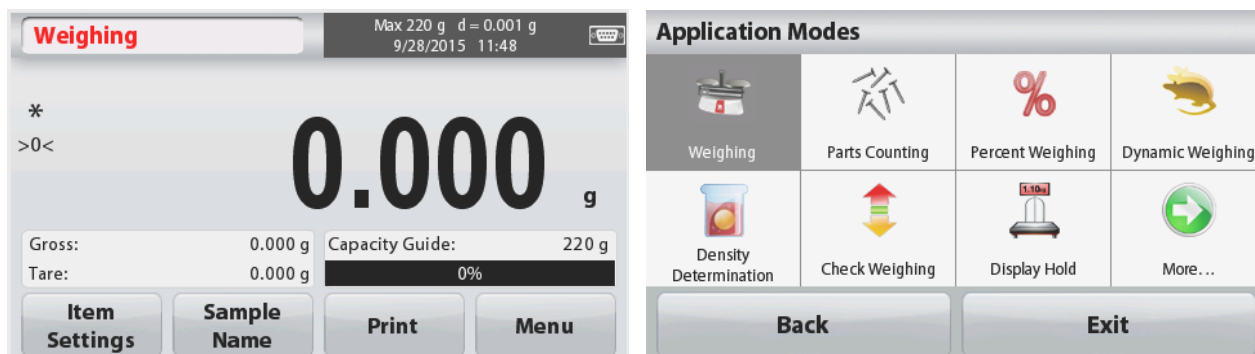 Weighing
Max 220 g d = 0.001 g
9/28/2015 11:48
*
>0<
0.000 g
Gross: 0.000 g
Tare: 0.000 g
Capacity Guide: 220 g
0%
Item
Settings
Sample
Name
Print
Menu
Application Modes
Weighing
Parts Counting
Percent Weighing
Dynamic Weighing
1.10kg
Density
Determination
Check Weighing
Display Hold
More...
Back
Exit